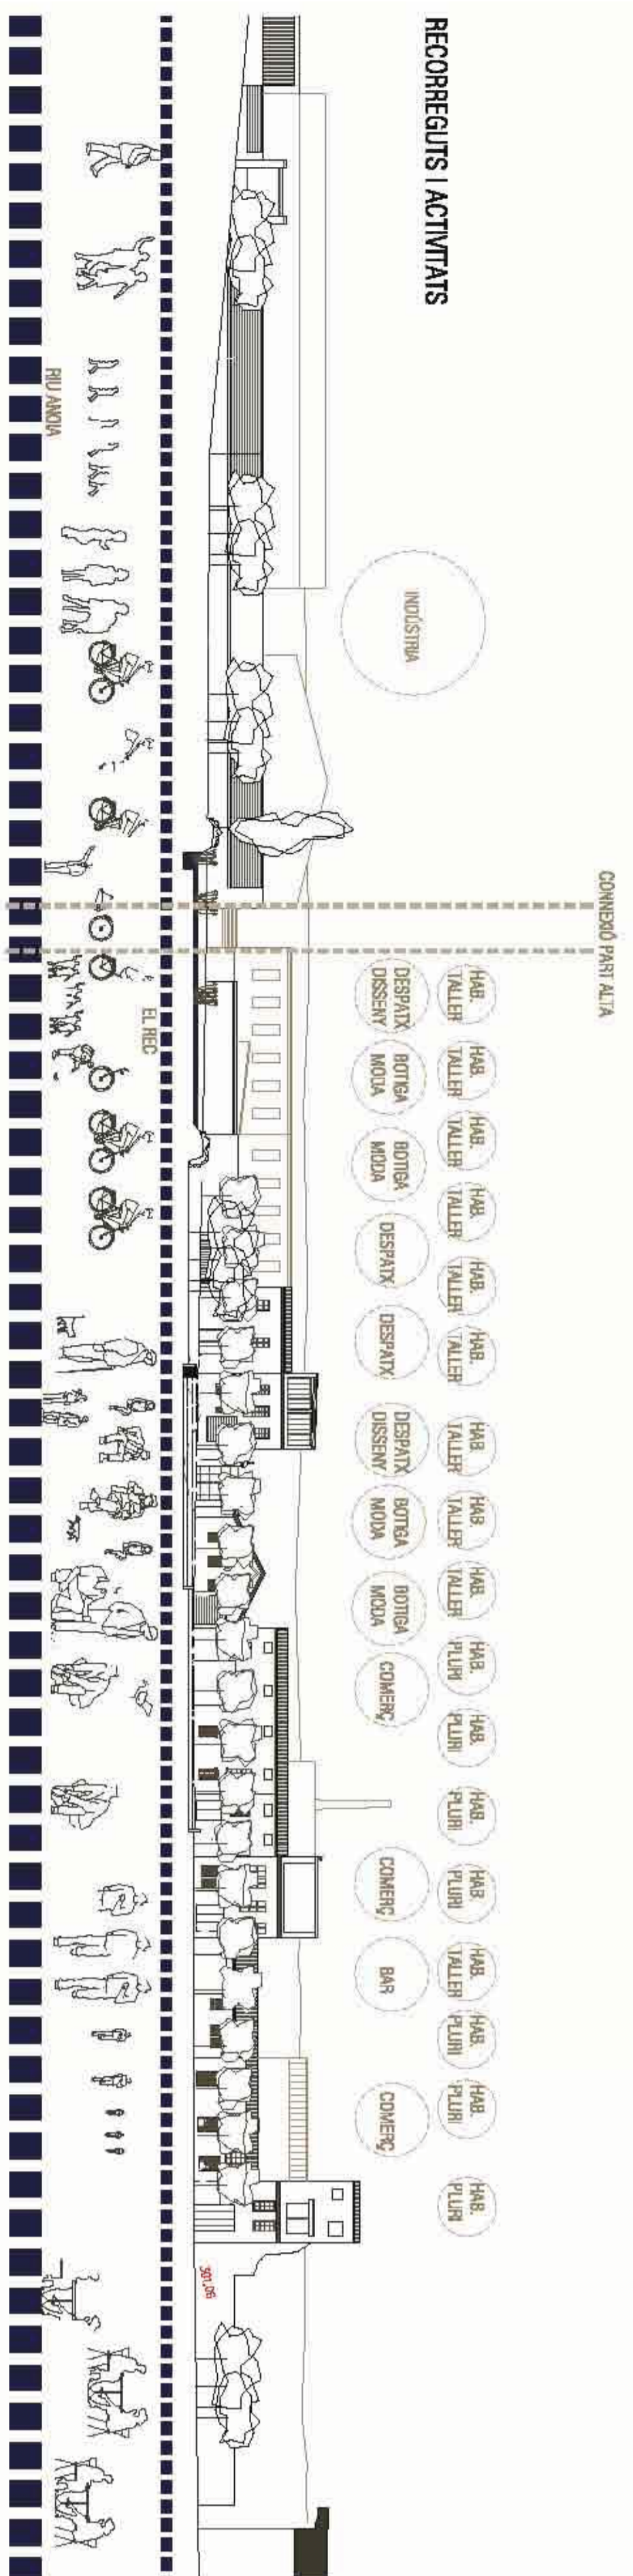 RECORREGUTS I ACTIVITATS
CONNEXIÓ PART ALTA
INDÚSTRIA
HAB.
TALLER
HAB.
TALLER
HAB.
TALLER
HAB.
TALLER
HAB.
TALLER
HAB.
TALLER
HAB.
TALLER
HAB.
TALLER
HAB.
TALLER
HAB.
PLURI
HAB.
PLURI
HAB.
PLURI
HAB.
PLURI
HAB.
TALLER
HAB.
PLURI
HAB.
PLURI
HAB.
PLURI
DESPATX
DISSENY
BOTIGA
MODA
BOTIGA
MODA
DESPATX
DESPATX
DESPATX
DISSENY
BOTIGA
MODA
BOTIGA
MODA
COMERÇ
COMERÇ
BAR
COMERÇ
301,06
EL REC
RIU ANOIA